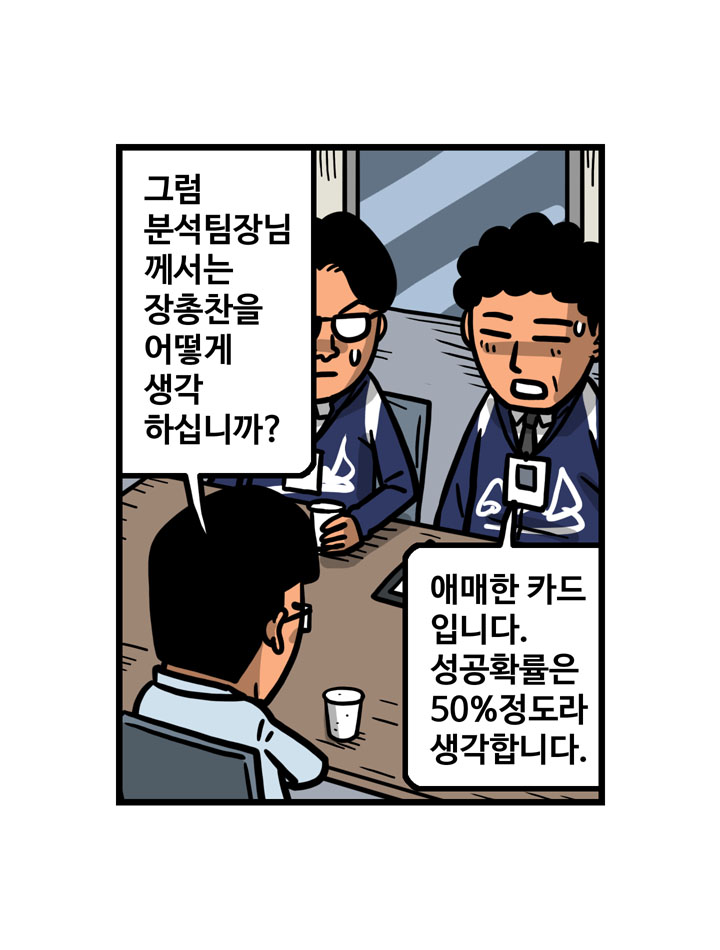 그럼
분석팀장님
께서는
장총찬을
어떻게
생각
하십니까?
애매한 카드
입니다.
성공확률은
50%정도라
생각합니다.